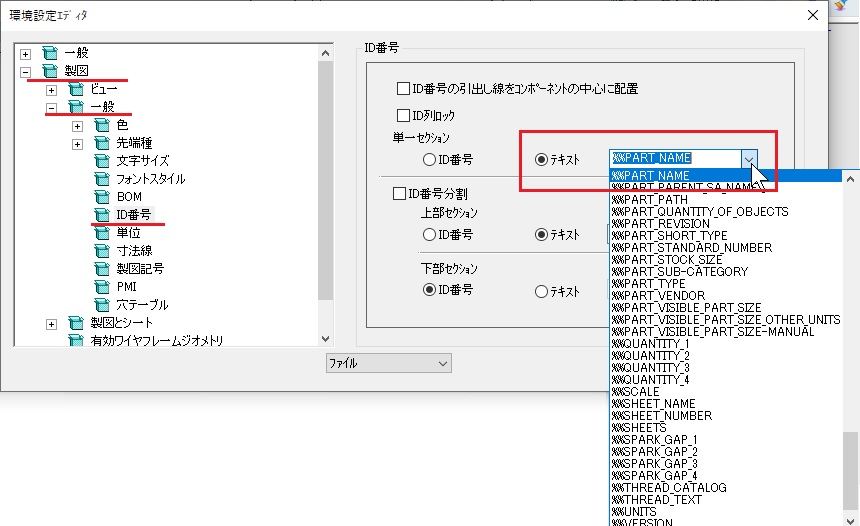 環境設定エディタ
一般
製図
ビュー
一般
色
先端種
文字サイズ
フォントスタイル
BOM
ID番号
単位
寸法線
製図記号
PMI
穴テーブル
製図とシート
有効ワイヤフレームジオメトリ
ID番号
ID番号の引出し線をコンポーネントの中心に配置
ID列ロック
単一セクション
ID番号 テキスト %%PART_NAME
ID番号分割
上部セクション
ID番号 テキスト
下部セクション
ID番号 テキスト
ファイル
%%PART_NAME
%%PART_PARENT_SA_NAME
%%PART_PATH
%%PART_QUANTITY_OF_OBJECTS
%%PART_REVISION
%%PART_SHORT_TYPE
%%PART_STANDARD_NUMBER
%%PART_STOCK_SIZE
%%PART_SUB-CATEGORY
%%PART_TYPE
%%PART_VENDOR
%%PART_VISIBLE_PART_SIZE
%%PART_VISIBLE_PART_SIZE_OTHER_UNITS
%%PART_VISIBLE_PART_SIZE-MANUAL
%%QUANTITY_1
%%QUANTITY_2
%%QUANTITY_3
%%QUANTITY_4
%%SCALE
%%SHEET_NAME
%%SHEET_NUMBER
%%SHEETS
%%SPARK_GAP_1
%%SPARK_GAP_2
%%SPARK_GAP_3
%%SPARK_GAP_4
%%THREAD_CATALOG
%%THREAD_TEXT
%%UNITS
%%VERSION